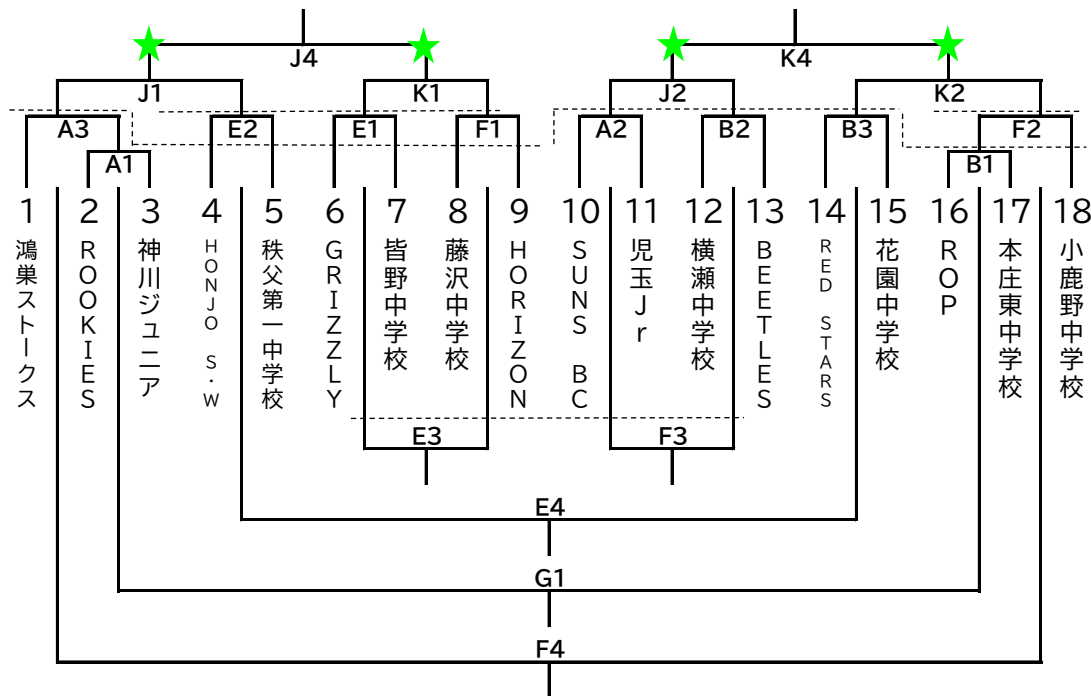 J4
K4
J1
K1
J2
K2
A3
E2
E1
F1
A2
B2
B3
F2
A1
B1
1
2
3
4
5
6
7
8
9
10
11
12
13
14
15
16
17
18
鴻巣ストークス
ROOKIES
神川ジュニア
HONJO S・W
秩父第一中学校
GRIZZLY
皆野中学校
藤沢中学校
HORIZON
SUNS BC
児玉Jr
横瀬中学校
BEETLES
RED STARS
花園中学校
ROP
本庄東中学校
小鹿野中学校
E3
F3
E4
G1
F4